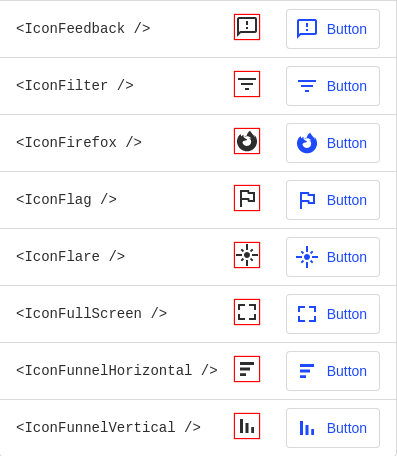 <IconFeedback /> Button
<IconFilter /> Button
<IconFirefox /> Button
<IconFlag /> Button
<IconFlare /> Button
<IconFullScreen /> Button
<IconFunnelHorizontal /> Button
<IconFunnelVertical /> Button